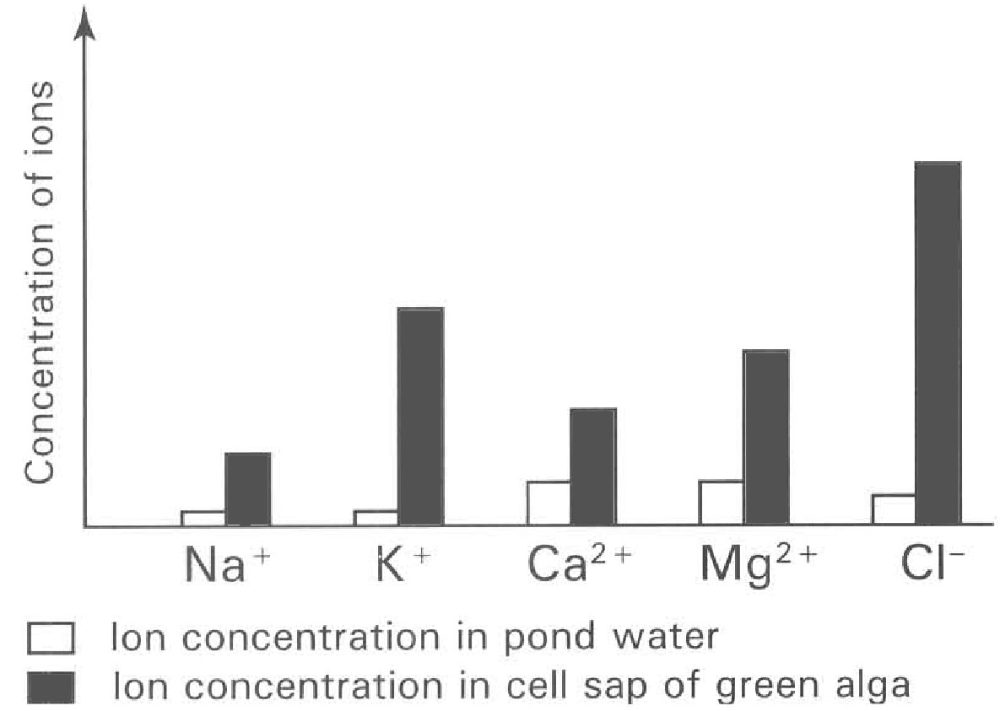 Concentration of ions
Na⁺ K⁺ Ca²⁺ Mg²⁺ Cl⁻
Ion concentration in pond water
Ion concentration in cell sap of green alga